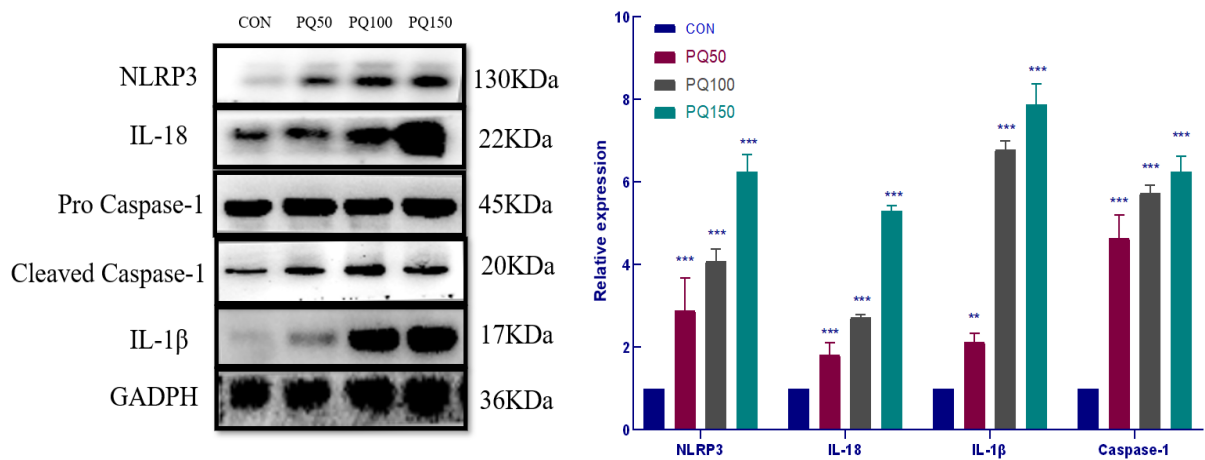 CON PQ50 PQ100 PQ150
NLRP3 130KDa
IL-18 22KDa
Pro Caspase-1 45KDa
Cleaved Caspase-1 20KDa
IL-1β 17KDa
GADPH 36KDa
10
8
6
4
2
0
Relative expression
CON
PQ50
PQ100
PQ150
*** *** ***
*** *** ***
** *** ***
*** *** ***
NLRP3 IL-18 IL-1β Caspase-1